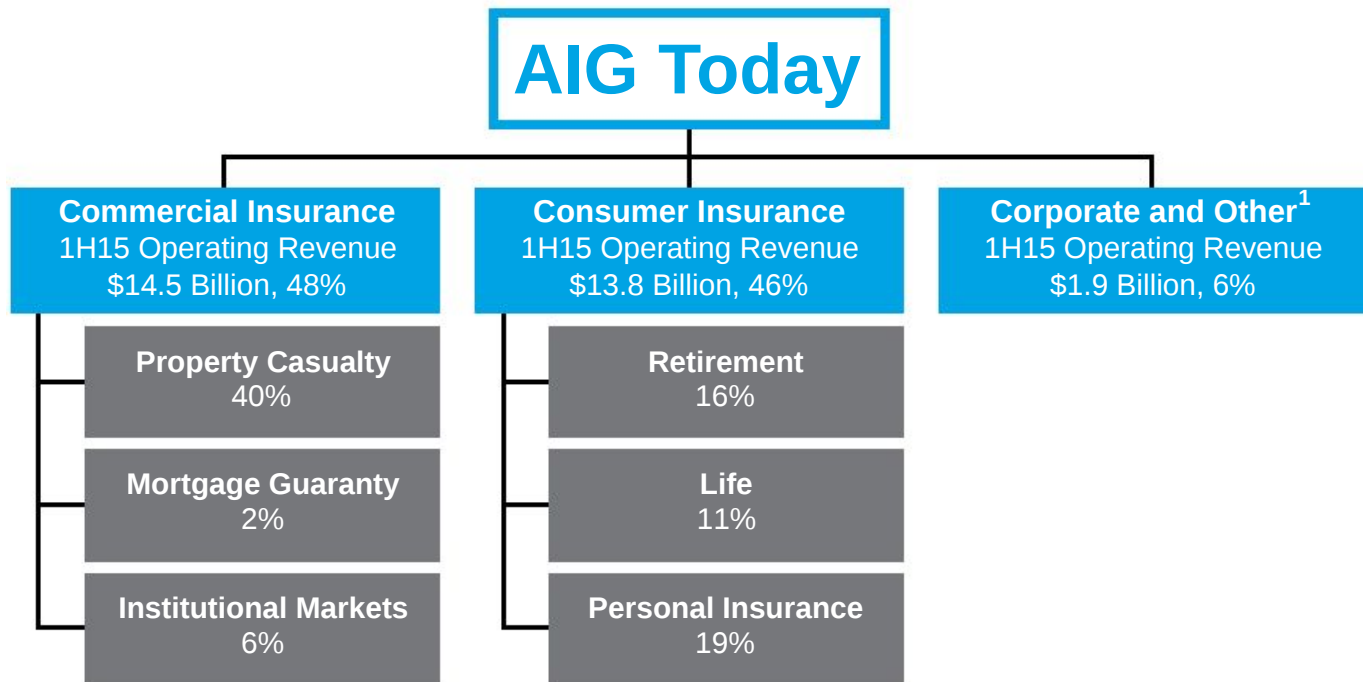 AIG Today
Commercial Insurance
1H15 Operating Revenue
$14.5 Billion, 48%
Property Casualty
40%
Mortgage Guaranty
2%
Institutional Markets
6%
Consumer Insurance
1H15 Operating Revenue
$13.8 Billion, 46%
Retirement
16%
Life
11%
Personal Insurance
19%
Corporate and Other¹
1H15 Operating Revenue
$1.9 Billion, 6%